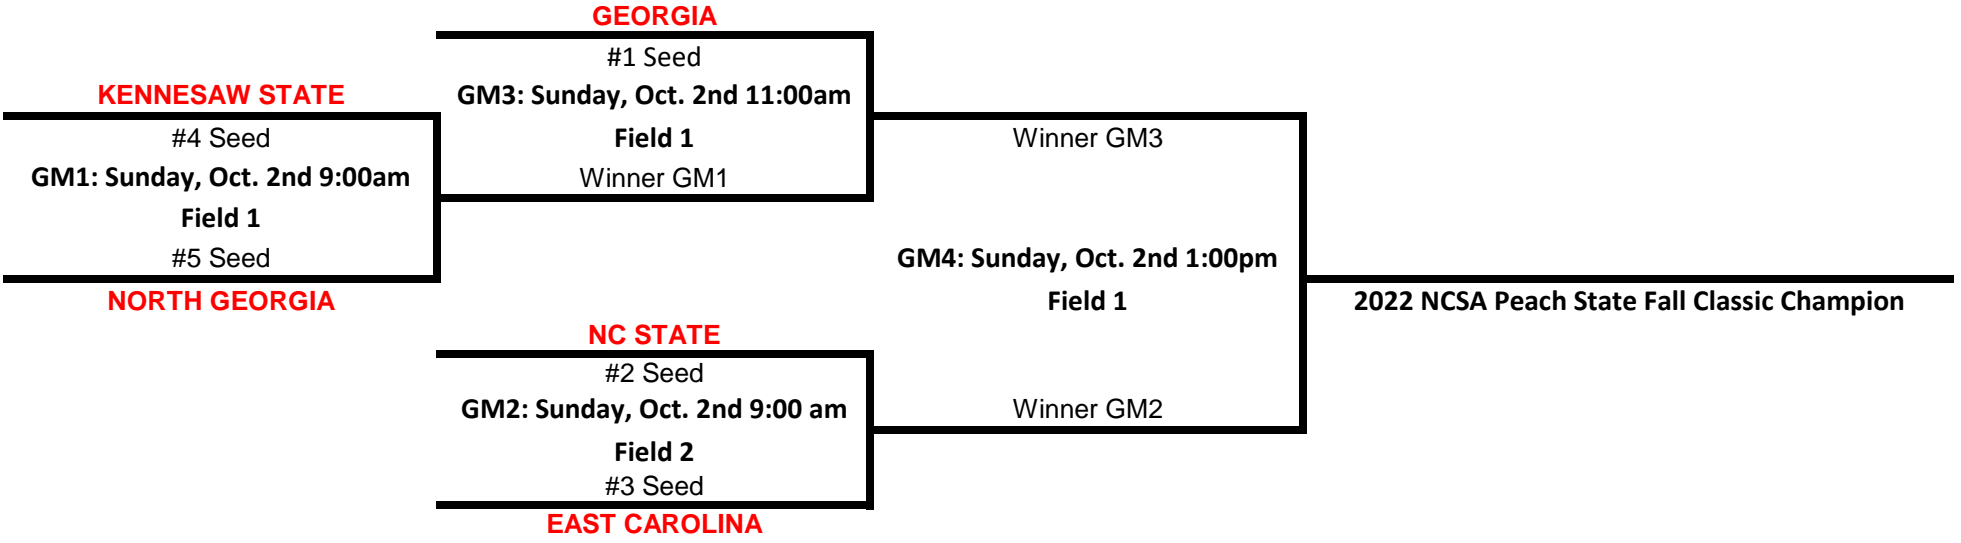 GEORGIA
#1 Seed
KENNESAW STATE
GM3: Sunday, Oct. 2nd 11:00am
#4 Seed
Field 1
Winner GM3
GM1: Sunday, Oct. 2nd 9:00am
Winner GM1
Field 1
#5 Seed
GM4: Sunday, Oct. 2nd 1:00pm
NORTH GEORGIA
Field 1
2022 NCSA Peach State Fall Classic Champion
NC STATE
#2 Seed
GM2: Sunday, Oct. 2nd 9:00 am
Winner GM2
Field 2
#3 Seed
EAST CAROLINA